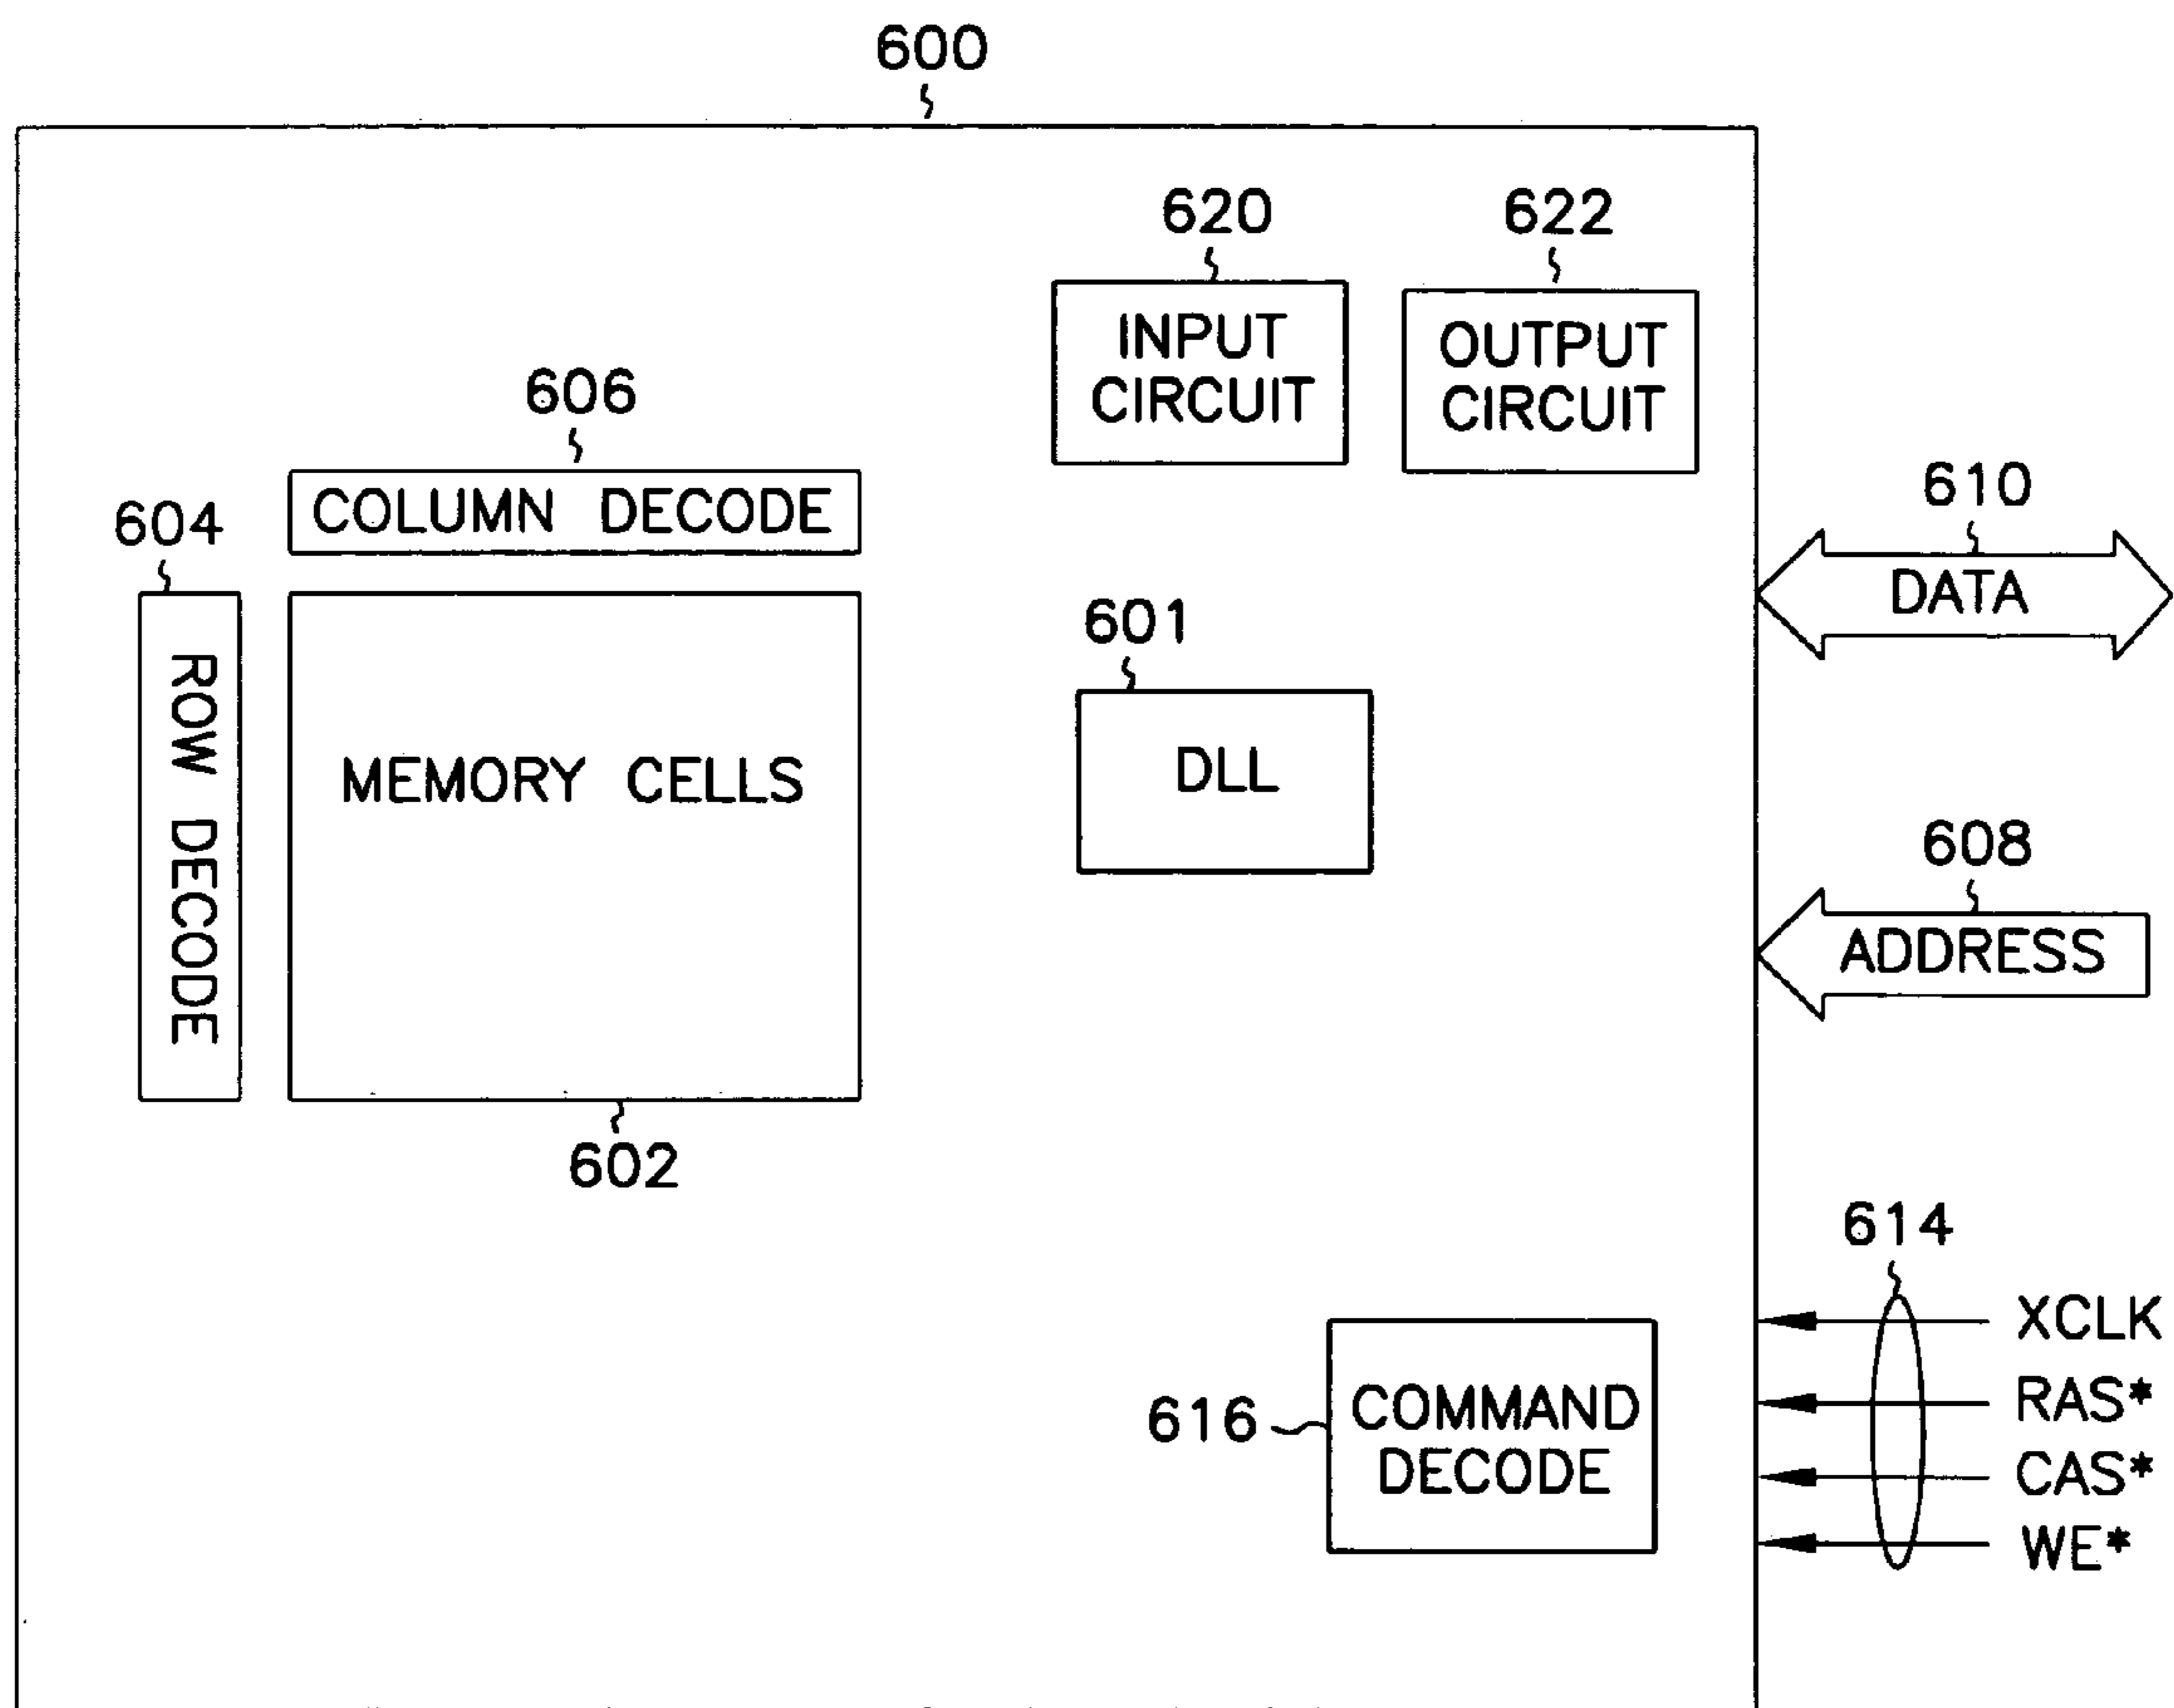 600
620
622
INPUT
CIRCUIT
OUTPUT
CIRCUIT
606
COLUMN DECODE
604
ROW DECODE
MEMORY CELLS
602
601
DLL
610
DATA
608
ADDRESS
614
XCLK
RAS*
CAS*
WE*
616
COMMAND
DECODE